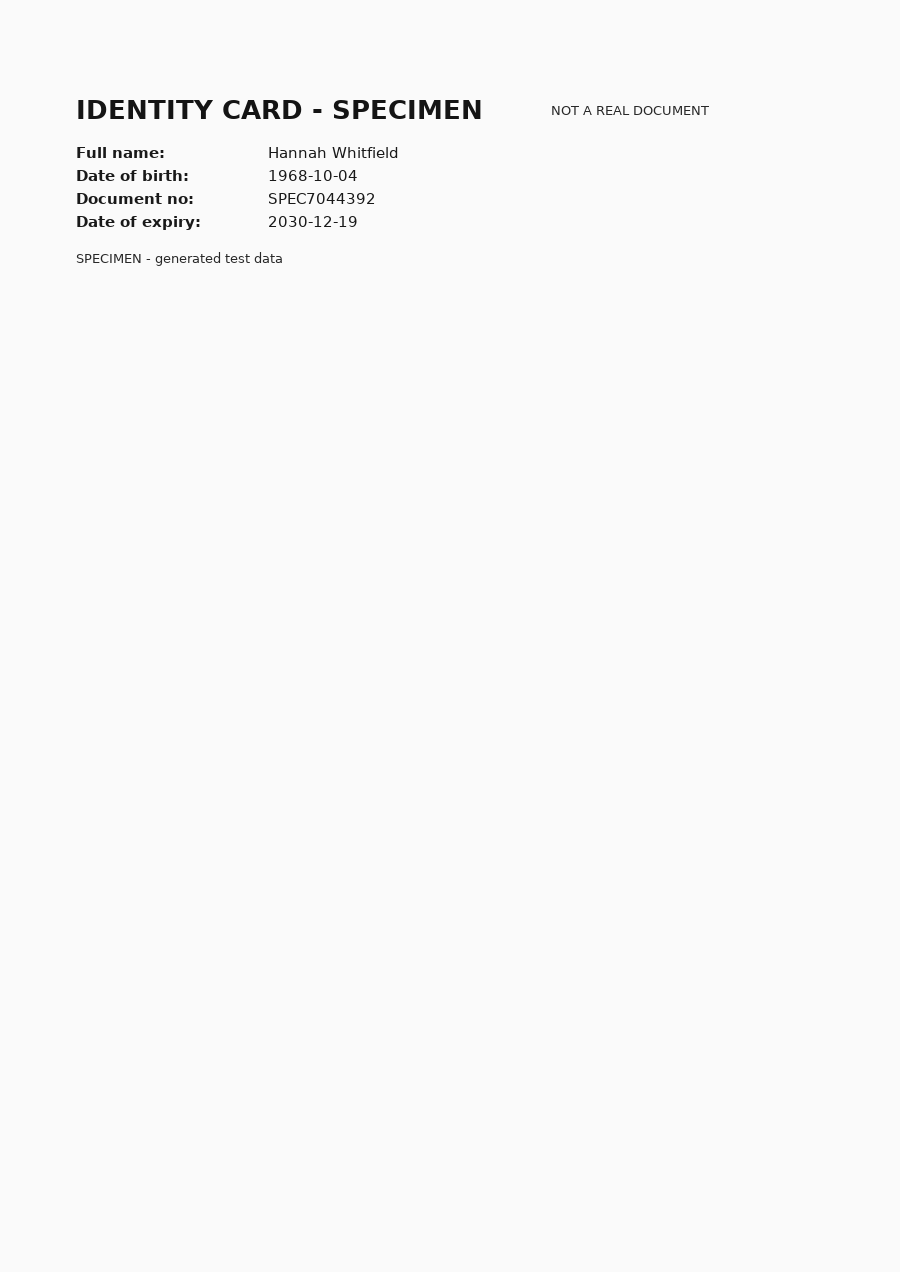 IDENTITY CARD - SPECIMEN NOT A REAL DOCUMENT
Full name: Hannah Whitfield
Date of birth: 1968-10-04
Document no: SPEC7044392
Date of expiry: 2030-12-19
SPECIMEN - generated test data